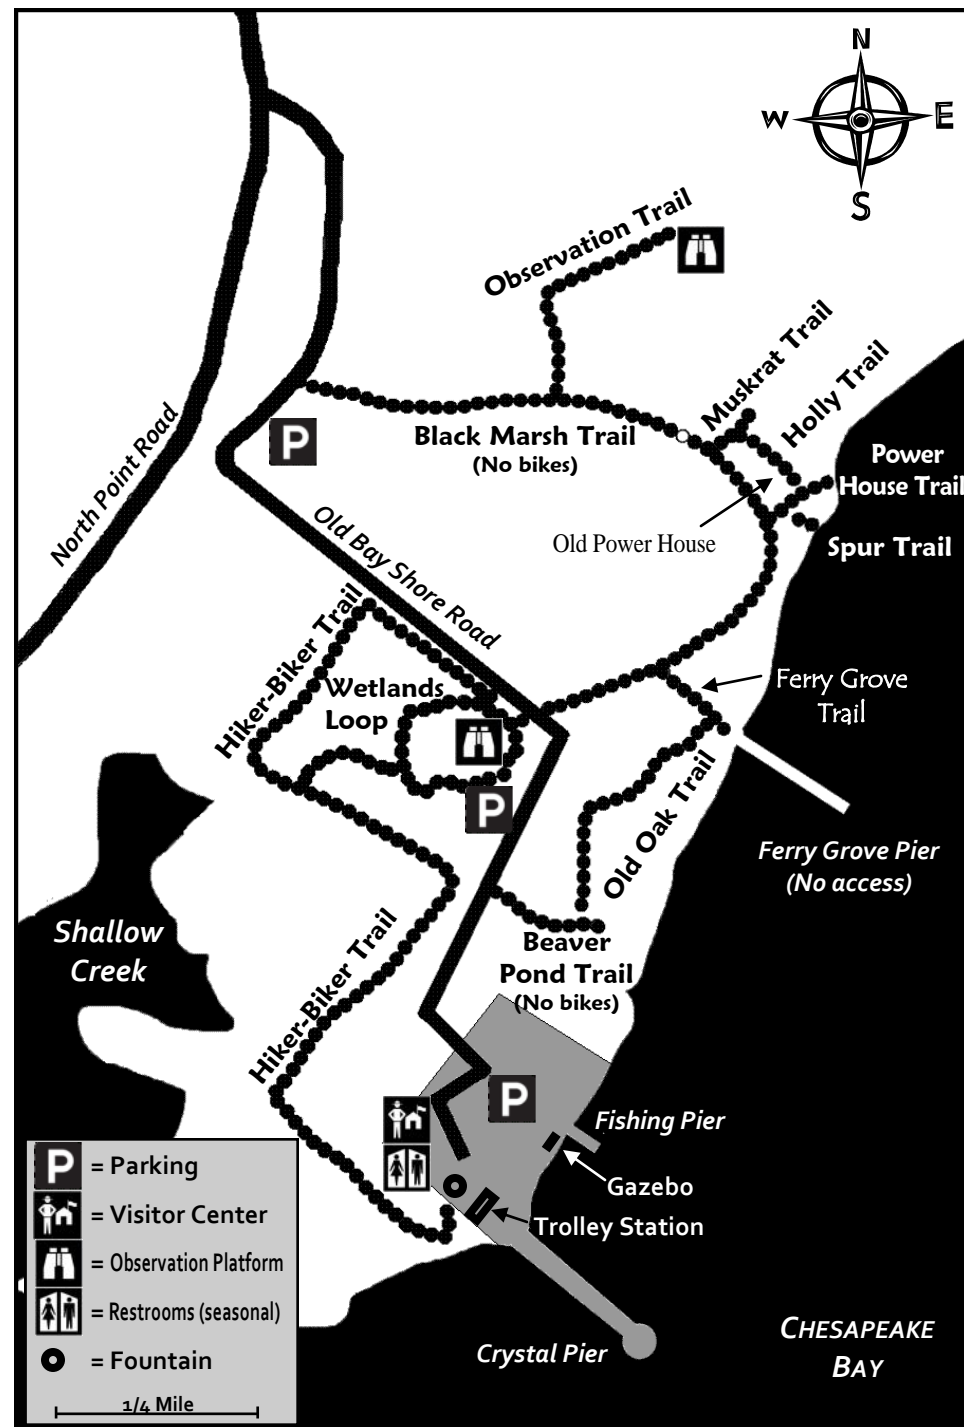 N
W
E
S
Observation Trail
Muskrat Trail
Holly Trail
North Point Road
P
Black Marsh Trail
(No bikes)
Power
House Trail
Old Power House
Spur Trail
Old Bay Shore Road
Hiker-Biker Trail
Wetlands
Loop
Ferry Grove
Trail
P
Old Oak Trail
Ferry Grove Pier
(No access)
Shallow
Creek
Hiker-Biker Trail
Beaver
Pond Trail
(No bikes)
P
Fishing Pier
Gazebo
Trolley Station
P = Parking
= Visitor Center
= Observation Platform
= Restrooms (seasonal)
= Fountain
1/4 Mile
Crystal Pier
CHESAPEAKE
BAY